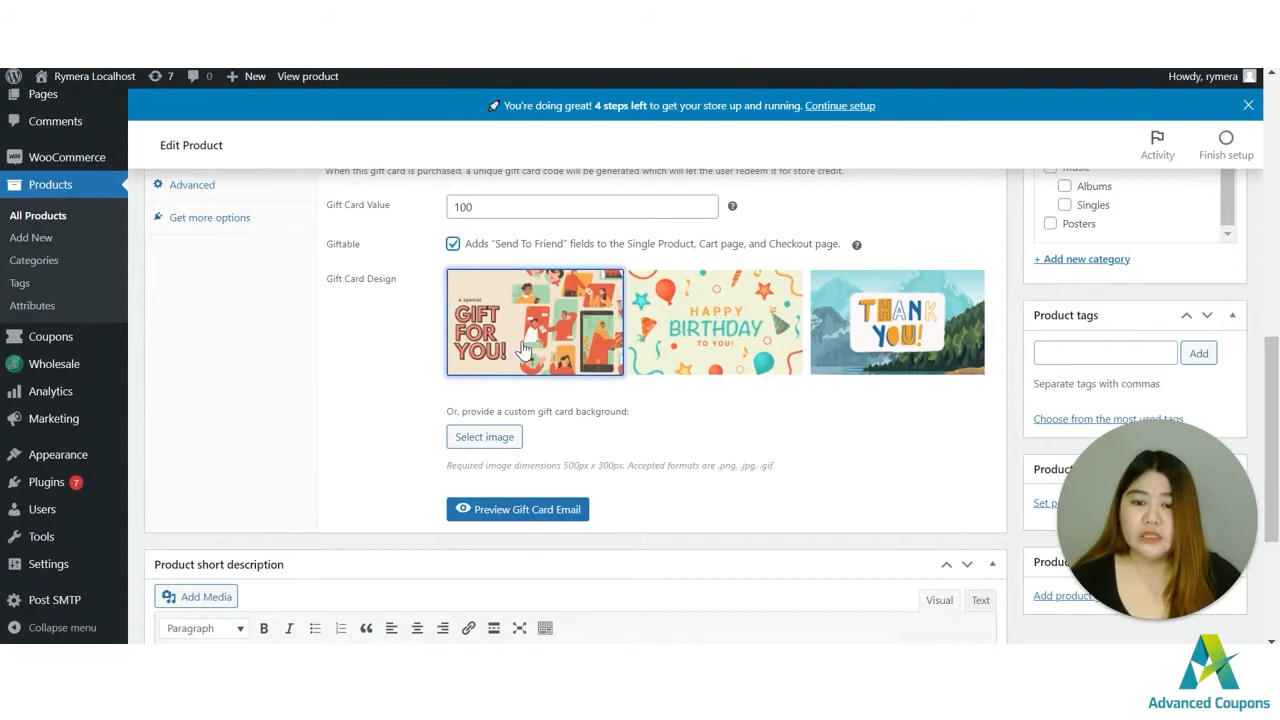 Rymera Localhost
7
0
New
View product
Howdy, rymera
Pages
Comments
WooCommerce
Products
All Products
Add New
Categories
Tags
Attributes
Coupons
Wholesale
Analytics
Marketing
Appearance
Plugins 7
Users
Tools
Settings
Post SMTP
Collapse menu
You're doing great! 4 steps left to get your store up and running. Continue setup
Edit Product
Activity
Finish setup
Advanced
Get more options
When this gift card is purchased, a unique gift card code will be generated which will let the user redeem it for store credit.
Gift Card Value
100
Giftable
Adds "Send To Friend" fields to the Single Product, Cart page, and Checkout page.
Gift Card Design
a special
GIFT
FOR
YOU!
HAPPY
BIRTHDAY
TO YOU!
THANK
YOU!
Or, provide a custom gift card background:
Select image
Required image dimensions 500px x 300px. Accepted formats are .png, .jpg, .gif.
Preview Gift Card Email
Product short description
Add Media
Visual
Text
Paragraph
B
I
Music
Albums
Singles
Posters
+ Add new category
Product tags
Add
Separate tags with commas
Choose from the most used tags
Set
Add product
Advanced Coupons